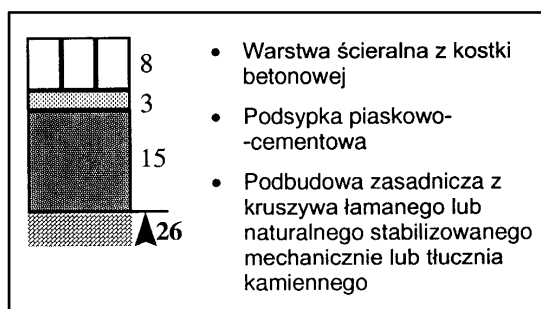 8
3
15
26
• Warstwa ścieralna z kostki
betonowej
• Podsypka piaskowo-
-cementowa
• Podbudowa zasadnicza z
kruszywa łamanego lub
naturalnego stabilizowanego
mechanicznie lub tłucznia
kamiennego